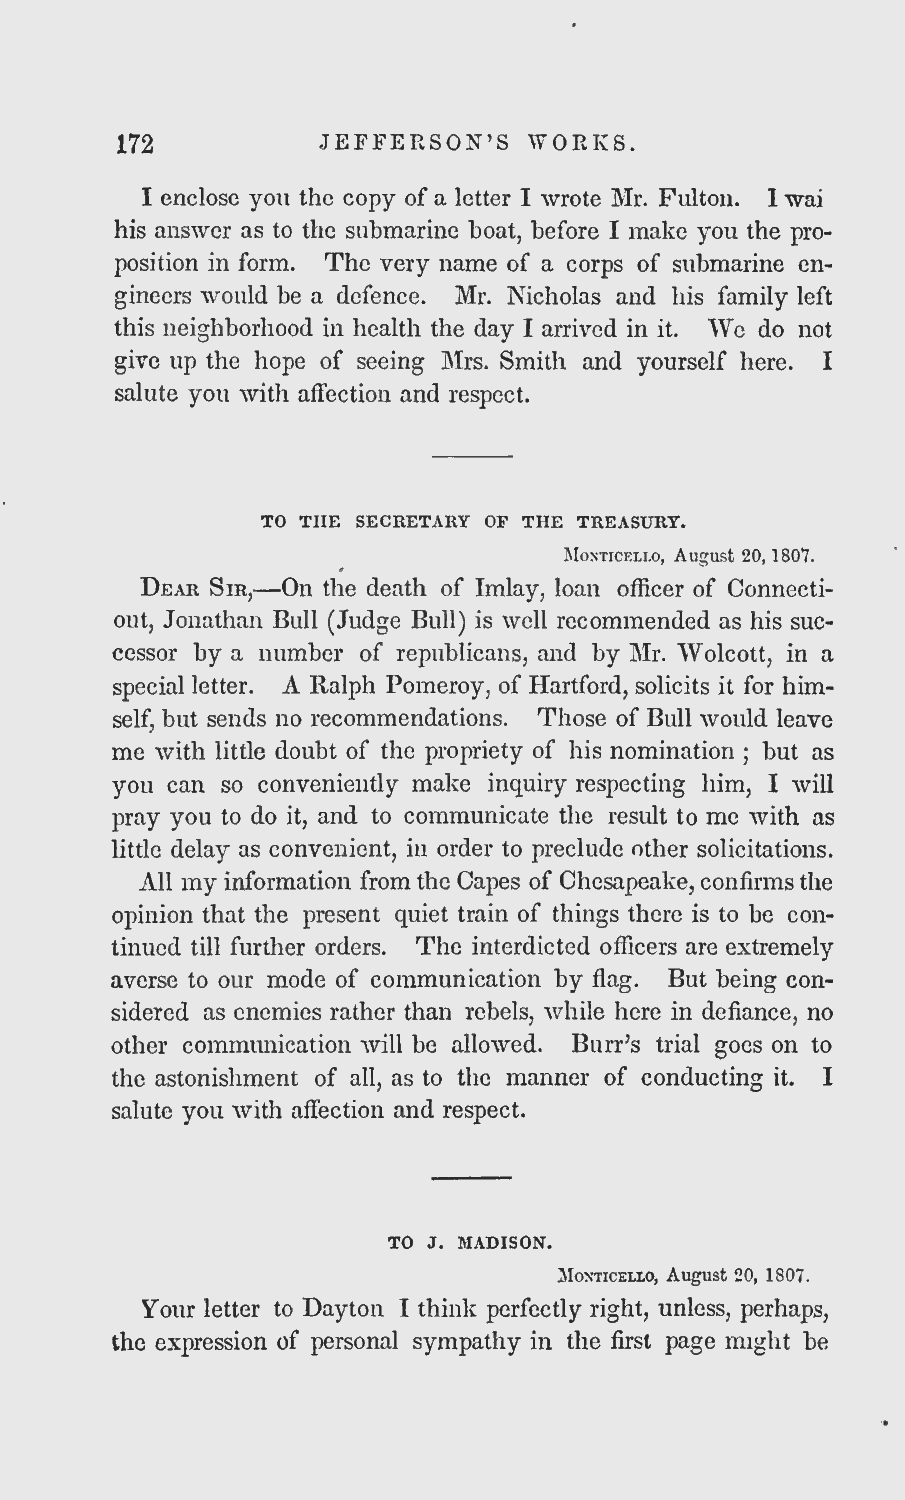 172 JEFFERSON'S WORKS.
I enclose you the copy of a letter I wrote Mr. Fulton. I wai
his answer as to the submarine boat, before I make you the pro-
position in form. The very name of a corps of submarine en-
gineers would be a defence. Mr. Nicholas and his family left
this neighborhood in health the day I arrived in it. We do not
give up the hope of seeing Mrs. Smith and yourself here. I
salute you with affection and respect.
TO THE SECRETARY OF THE TREASURY.
MONTICELLO, August 20, 1807.
DEAR SIR,—On the death of Imlay, loan officer of Connecti-
out, Jonathan Bull (Judge Bull) is well recommended as his suc-
cessor by a number of republicans, and by Mr. Wolcott, in a
special letter. A Ralph Pomeroy, of Hartford, solicits it for him-
self, but sends no recommendations. Those of Bull would leave
me with little doubt of the propriety of his nomination ; but as
you can so conveniently make inquiry respecting him, I will
pray you to do it, and to communicate the result to me with as
little delay as convenient, in order to preclude other solicitations.
All my information from the Capes of Chesapeake, confirms the
opinion that the present quiet train of things there is to be con-
tinued till further orders. The interdicted officers are extremely
averse to our mode of communication by flag. But being con-
sidered as enemies rather than rebels, while here in defiance, no
other communication will be allowed. Burr's trial goes on to
the astonishment of all, as to the manner of conducting it. I
salute you with affection and respect.
TO J. MADISON.
MONTICELLO, August 20, 1807.
Your letter to Dayton I think perfectly right, unless, perhaps,
the expression of personal sympathy in the first page might be